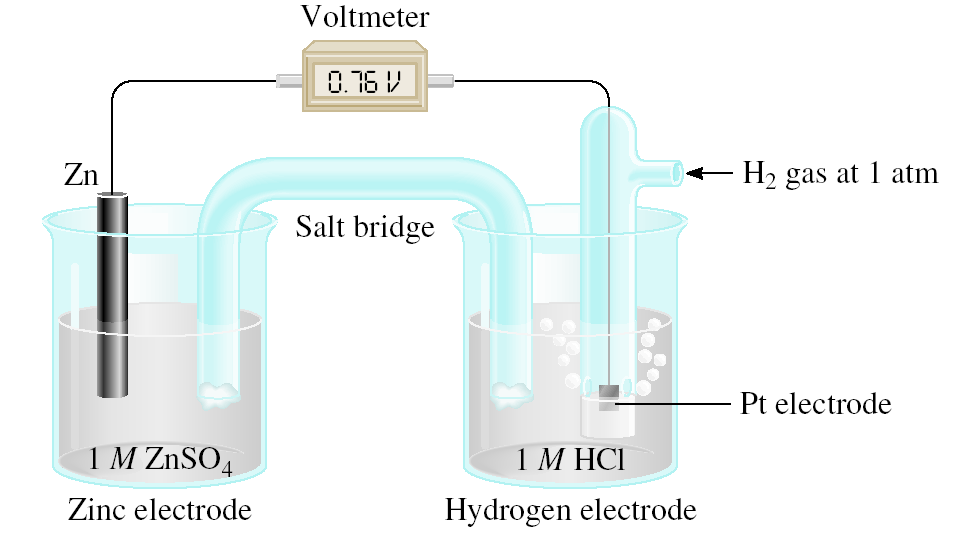 Voltmeter
0.76 V
Zn
H₂ gas at 1 atm
Salt bridge
Pt electrode
1 M ZnSO₄
1 M HCl
Zinc electrode
Hydrogen electrode